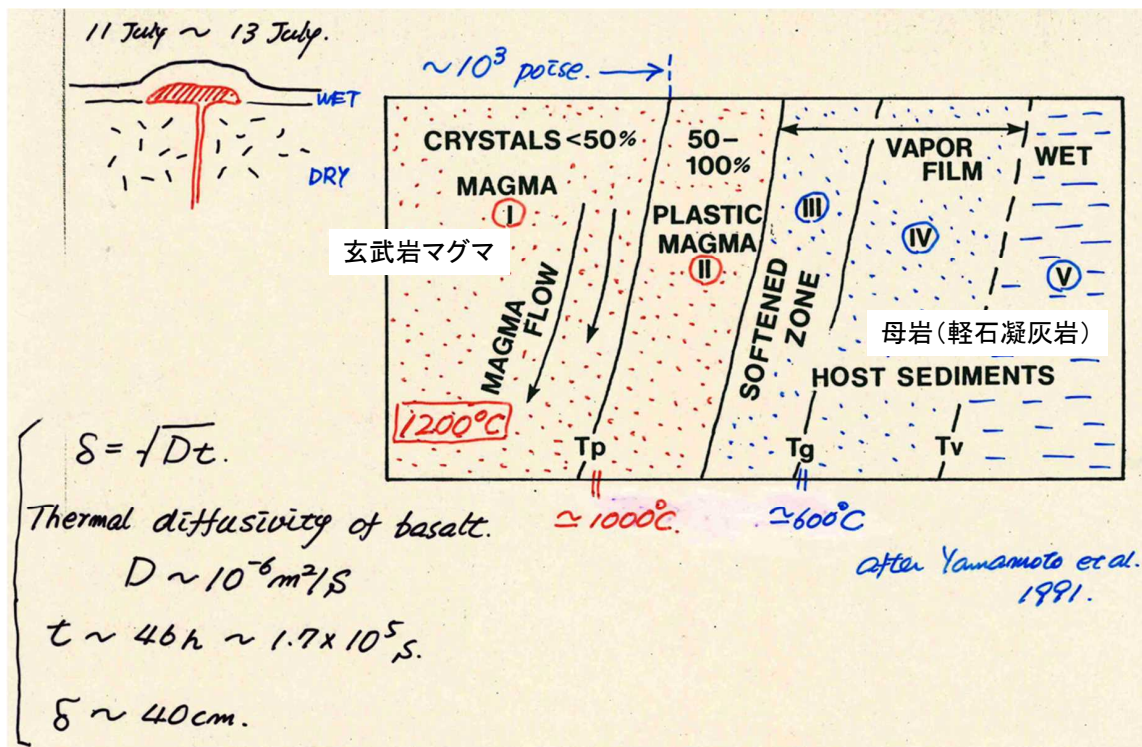 11 July ~ 13 July.
WET
DRY
~10³ poise. →
CRYSTALS <50%
MAGMA
I
玄武岩マグマ
MAGMA
FLOW
1200°C
50–
100%
PLASTIC
MAGMA
II
SOFTENED
ZONE
III
VAPOR
FILM
IV
WET
V
母岩(軽石凝灰岩)
HOST SEDIMENTS
Tp
Tg
Tv
≃1000°C.
≃600°C
after Yamamoto et al.
1991.
δ = √Dt.
Thermal diffusivity of basalt.
D ~ 10⁻⁶ m²/s
t ~ 46h ~ 1.7 x 10⁵ s.
δ ~ 40cm.